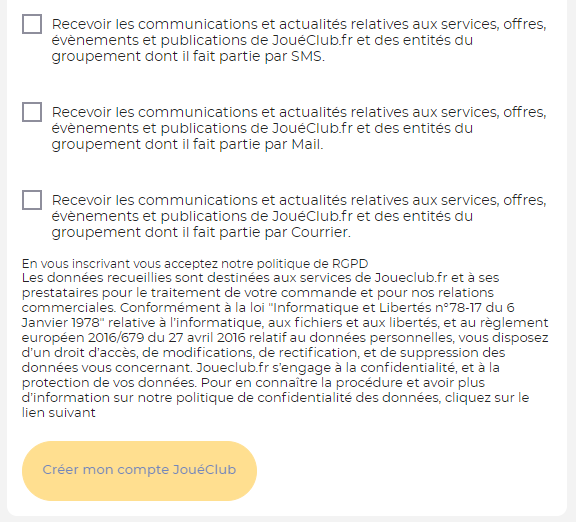 Recevoir les communications et actualités relatives aux services, offres,
évènements et publications de JouéClub.fr et des entités du
groupement dont il fait partie par SMS.
Recevoir les communications et actualités relatives aux services, offres,
évènements et publications de JouéClub.fr et des entités du
groupement dont il fait partie par Mail.
Recevoir les communications et actualités relatives aux services, offres,
évènements et publications de JouéClub.fr et des entités du
groupement dont il fait partie par Courrier.
En vous inscrivant vous acceptez notre politique de RGPD
Les données recueillies sont destinées aux services de Joueclub.fr et à ses
prestataires pour le traitement de votre commande et pour nos relations
commerciales. Conformément à la loi "Informatique et Libertés n°78-17 du 6
Janvier 1978" relative à l'informatique, aux fichiers et aux libertés, et au règlement
européen 2016/679 du 27 avril 2016 relatif au données personnelles, vous disposez
d'un droit d'accès, de modifications, de rectification, et de suppression des
données vous concernant. Joueclub.fr s'engage à la confidentialité, et à la
protection de vos données. Pour en connaître la procédure et avoir plus
d'information sur notre politique de confidentialité des données, cliquez sur le
lien suivant
Créer mon compte JouéClub